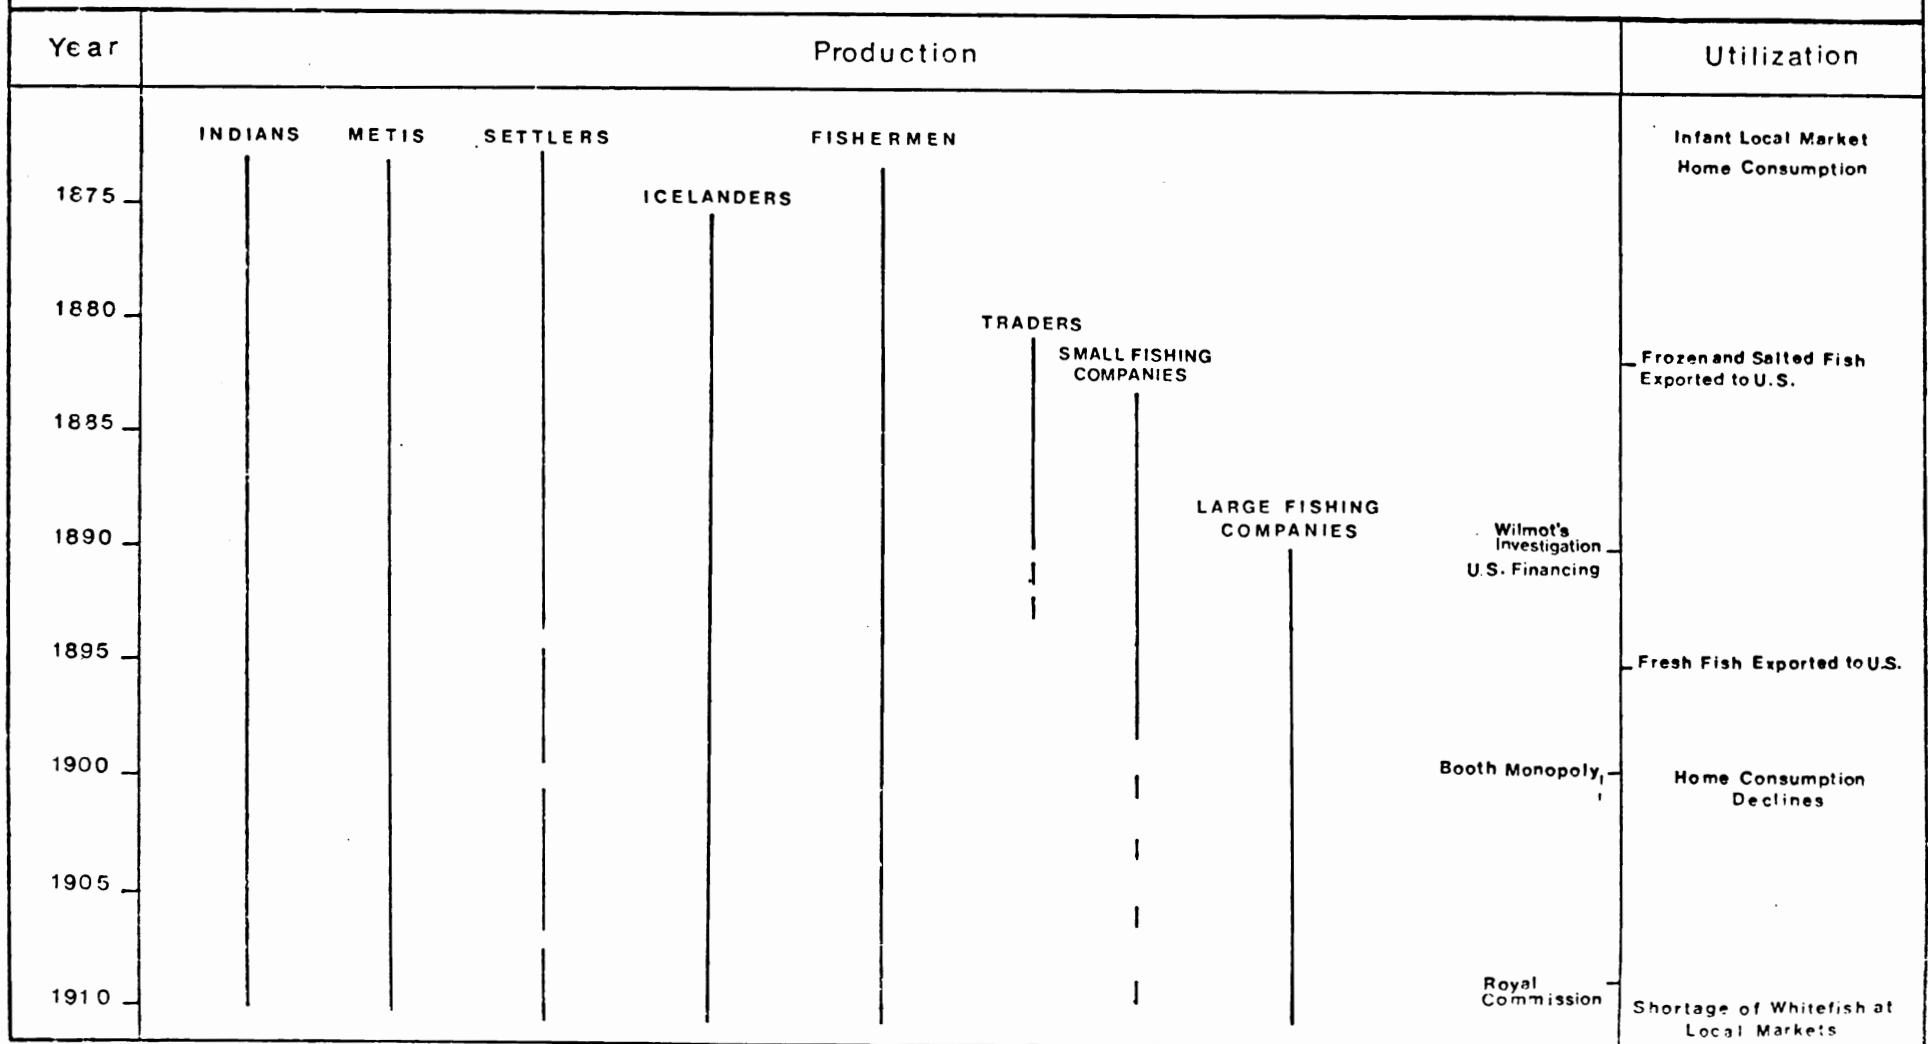 Year
Production
Utilization
INDIANS
METIS
SETTLERS
FISHERMEN
Infant Local Market
Home Consumption
1875
ICELANDERS
1880
TRADERS
SMALL FISHING
COMPANIES
Frozen and Salted Fish
Exported to U.S.
1885
LARGE FISHING
COMPANIES
1890
Wilmot's
Investigation
U.S. Financing
1895
Fresh Fish Exported to U.S.
1900
Booth Monopoly
Home Consumption
Declines
1905
1910
Royal
Commission
Shortage of Whitefish at
Local Markets